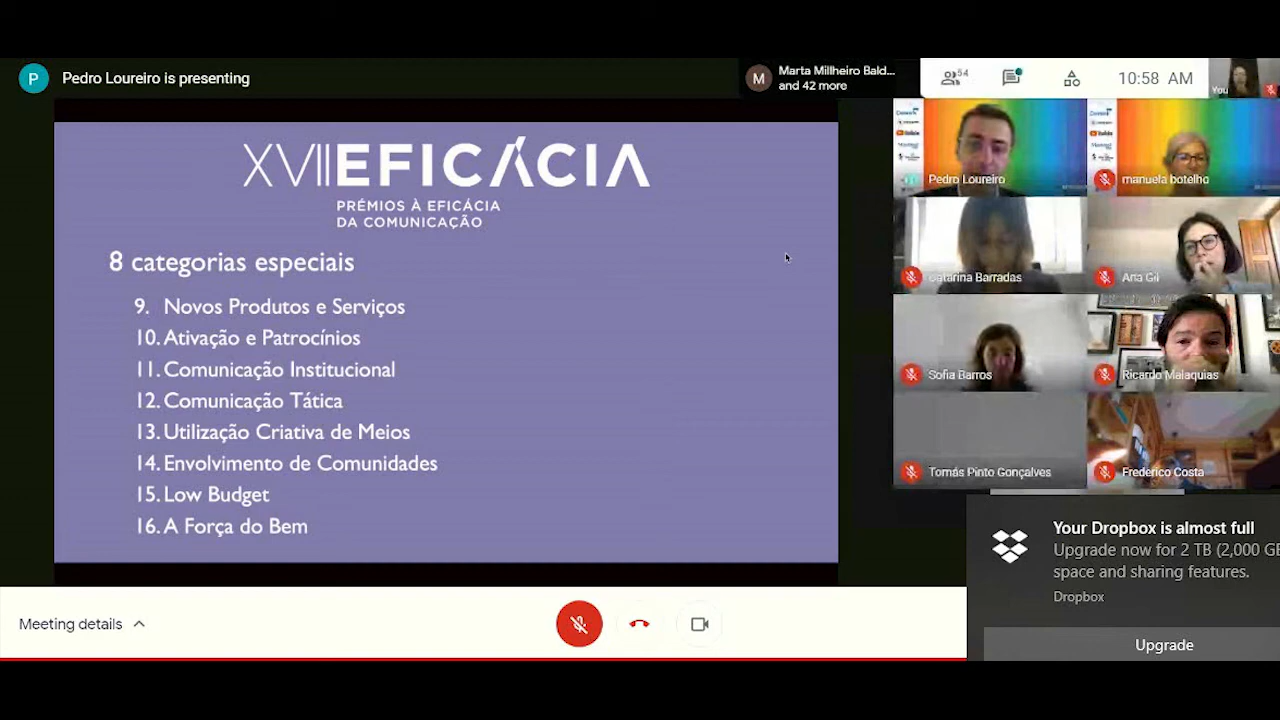 P
Pedro Loureiro is presenting
M
Marta Millheiro Bald...
and 42 more
54
10:58 AM
You
XVII EFICÁCIA
PRÉMIOS À EFICÁCIA
DA COMUNICAÇÃO
8 categorias especiais
9. Novos Produtos e Serviços
10. Ativação e Patrocínios
11. Comunicação Institucional
12. Comunicação Tática
13. Utilização Criativa de Meios
14. Envolvimento de Comunidades
15. Low Budget
16. A Força do Bem
Pedro Loureiro
manuela botelho
Catarina Barradas
Ana Gil
Sofia Barros
Ricardo Malaquias
Tomás Pinto Gonçalves
Frederico Costa
Your Dropbox is almost full
Upgrade now for 2 TB (2,000 GE
space and sharing features.
Dropbox
Upgrade
Meeting details